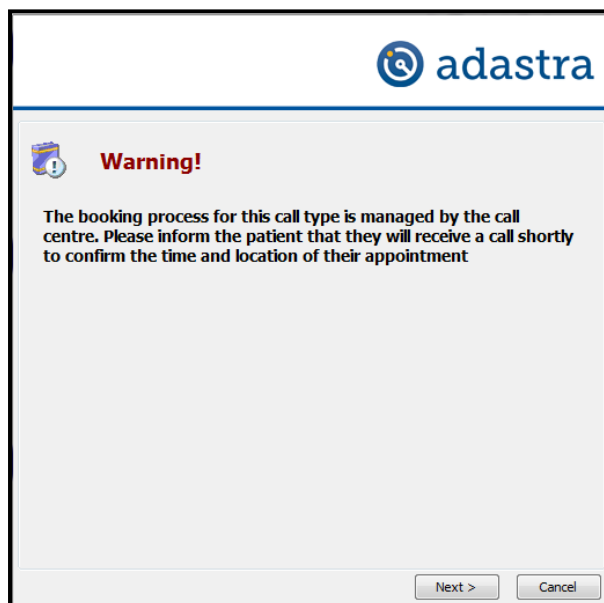 adastra
Warning!
The booking process for this call type is managed by the call
centre. Please inform the patient that they will receive a call shortly
to confirm the time and location of their appointment
Next >
Cancel